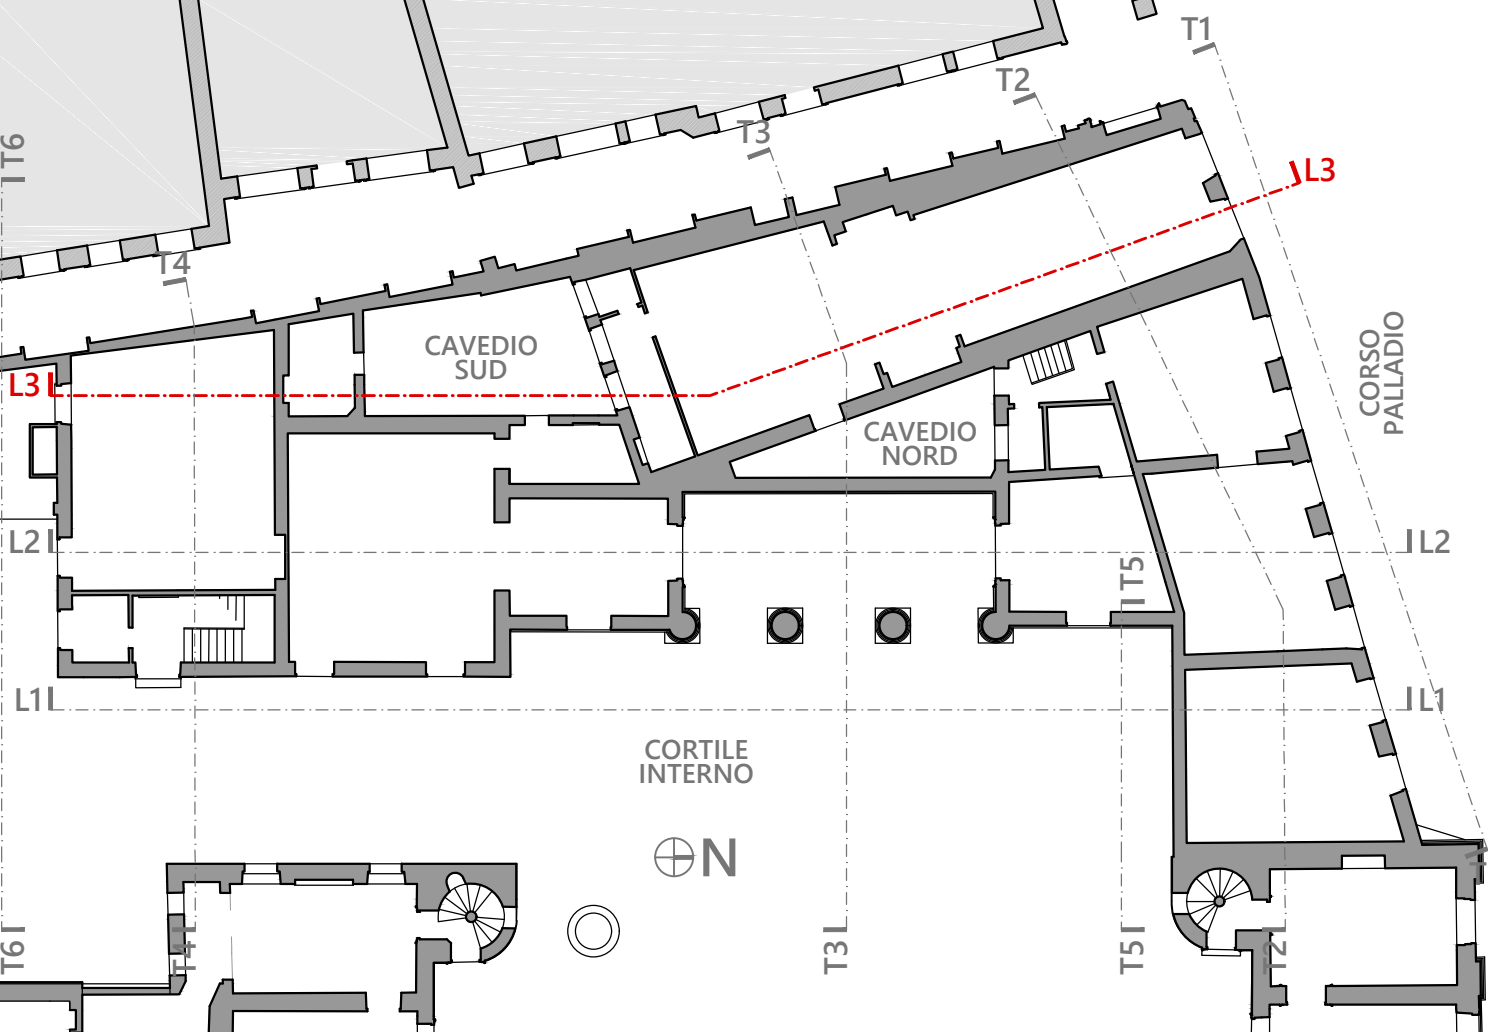 T1
T2
T3
T6
T4
L3
CAVEDIO
SUD
L3
CORSO
PALLADIO
CAVEDIO
NORD
L2
L2
T5
L1
L1
CORTILE
INTERNO
N
T6
T4
T3
T5
T2